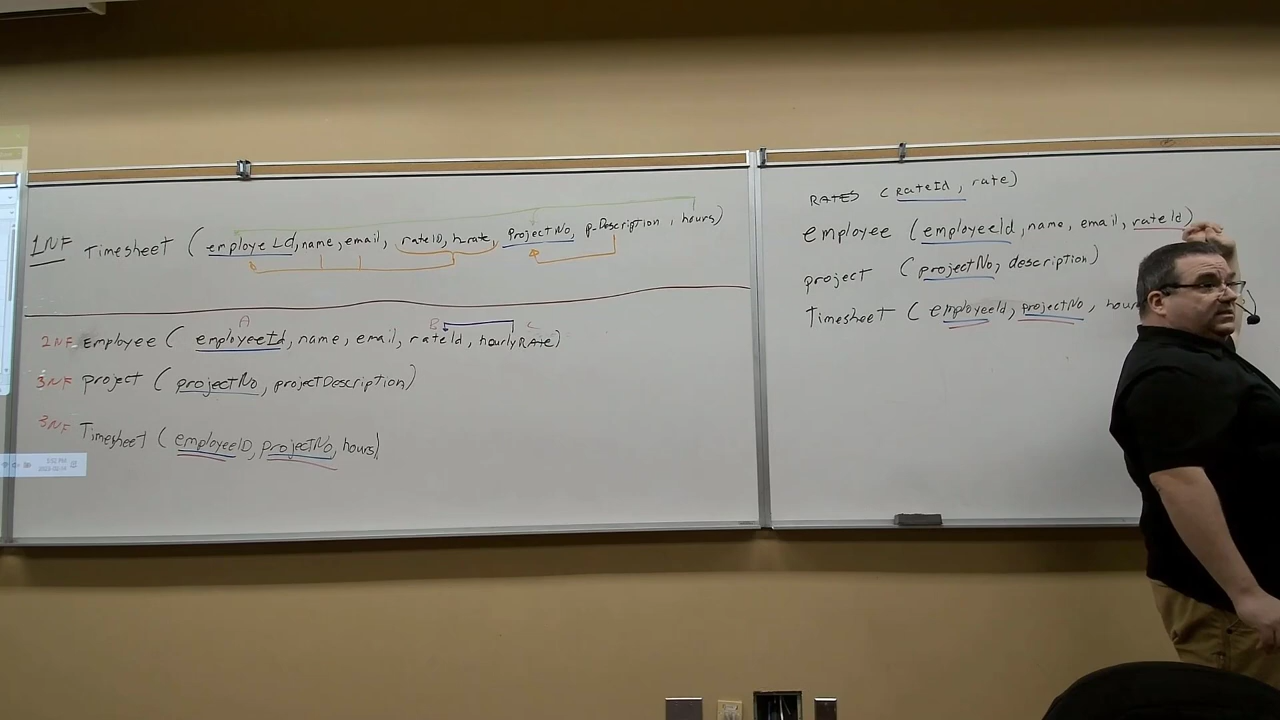 1NF Timesheet (employeId, name, email, rateID, h.rate, ProjectNo, p-Description, hours)
A B C
2NF Employee (employeeId, name, email, rateId, hourlyRATE)
3NF project (projectNo, projectDescription)
3NF Timesheet (employeeID, projectNo, hours)
RATES (rateId, rate)
employee (employeeId, name, email, rateId)
project (projectNo, description)
Timesheet (employeeId, projectNo, hour